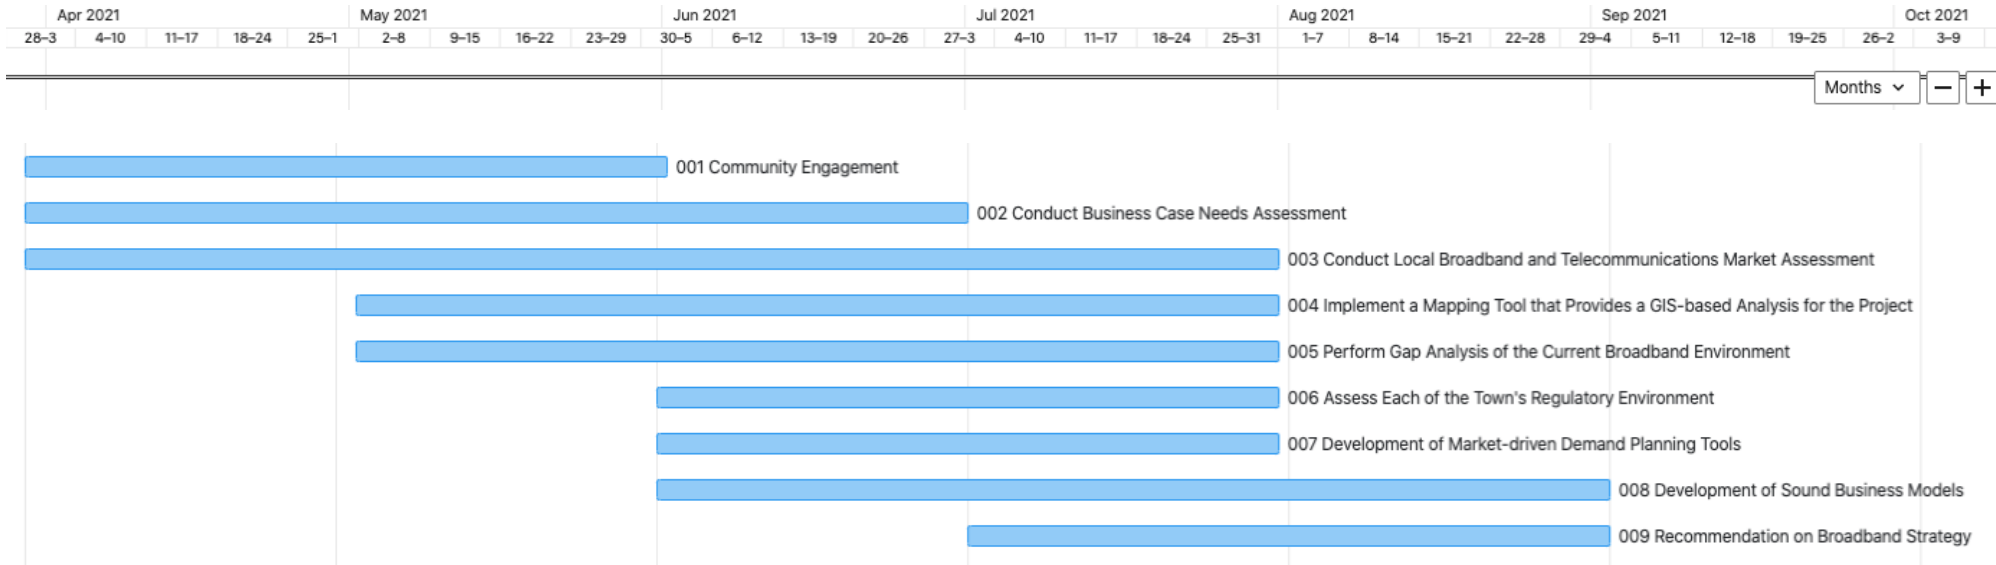 Apr 2021 May 2021 Jun 2021 Jul 2021 Aug 2021 Sep 2021 Oct 2021
28–3 4–10 11–17 18–24 25–1 2–8 9–15 16–22 23–29 30–5 6–12 13–19 20–26 27–3 4–10 11–17 18–24 25–31 1–7 8–14 15–21 22–28 29–4 5–11 12–18 19–25 26–2 3–9
Months
001 Community Engagement
002 Conduct Business Case Needs Assessment
003 Conduct Local Broadband and Telecommunications Market Assessment
004 Implement a Mapping Tool that Provides a GIS-based Analysis for the Project
005 Perform Gap Analysis of the Current Broadband Environment
006 Assess Each of the Town's Regulatory Environment
007 Development of Market-driven Demand Planning Tools
008 Development of Sound Business Models
009 Recommendation on Broadband Strategy